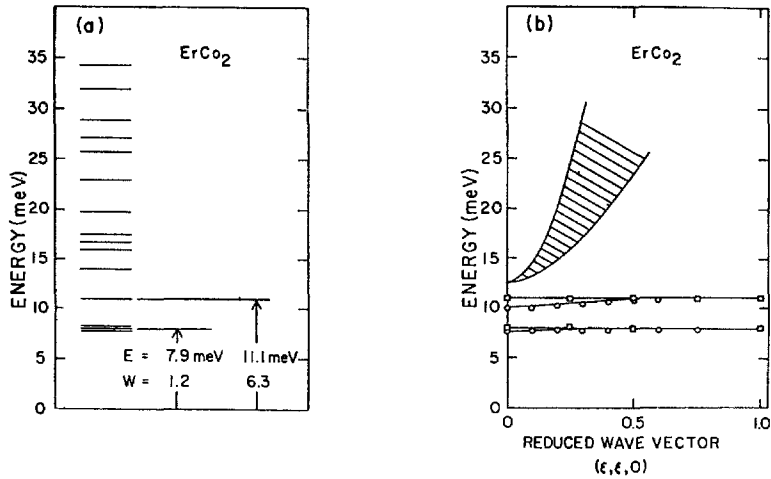 (a)
ErCo2
35
30
25
20
15
10
5
0
ENERGY (meV)
E = 7.9 meV 11.1 meV
W = 1.2 6.3
(b)
ErCo2
35
30
25
20
15
10
5
0
ENERGY (meV)
0 0.5 1.0
REDUCED WAVE VECTOR
(ε,ε,0)